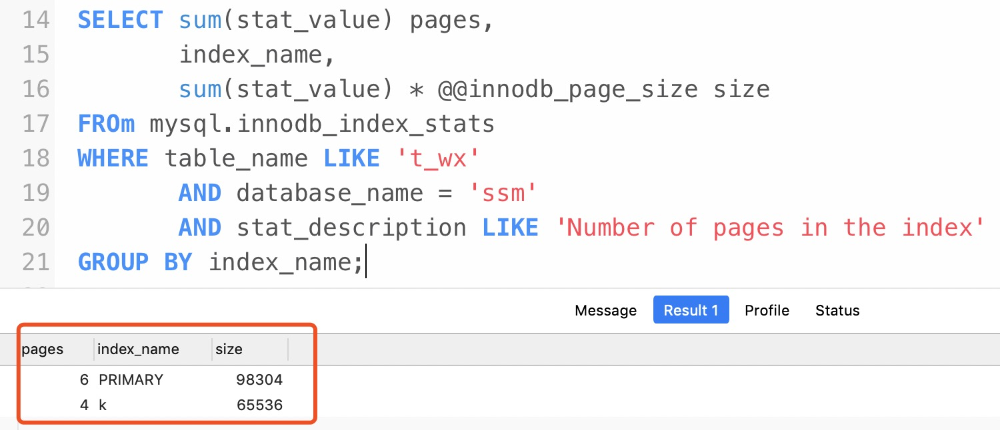 14 SELECT sum(stat_value) pages,
15 index_name,
16 sum(stat_value) * @@innodb_page_size size
17 FROm mysql.innodb_index_stats
18 WHERE table_name LIKE 't_wx'
19 AND database_name = 'ssm'
20 AND stat_description LIKE 'Number of pages in the index'
21 GROUP BY index_name;
Message Result 1 Profile Status
pages index_name size
6 PRIMARY 98304
4 k 65536